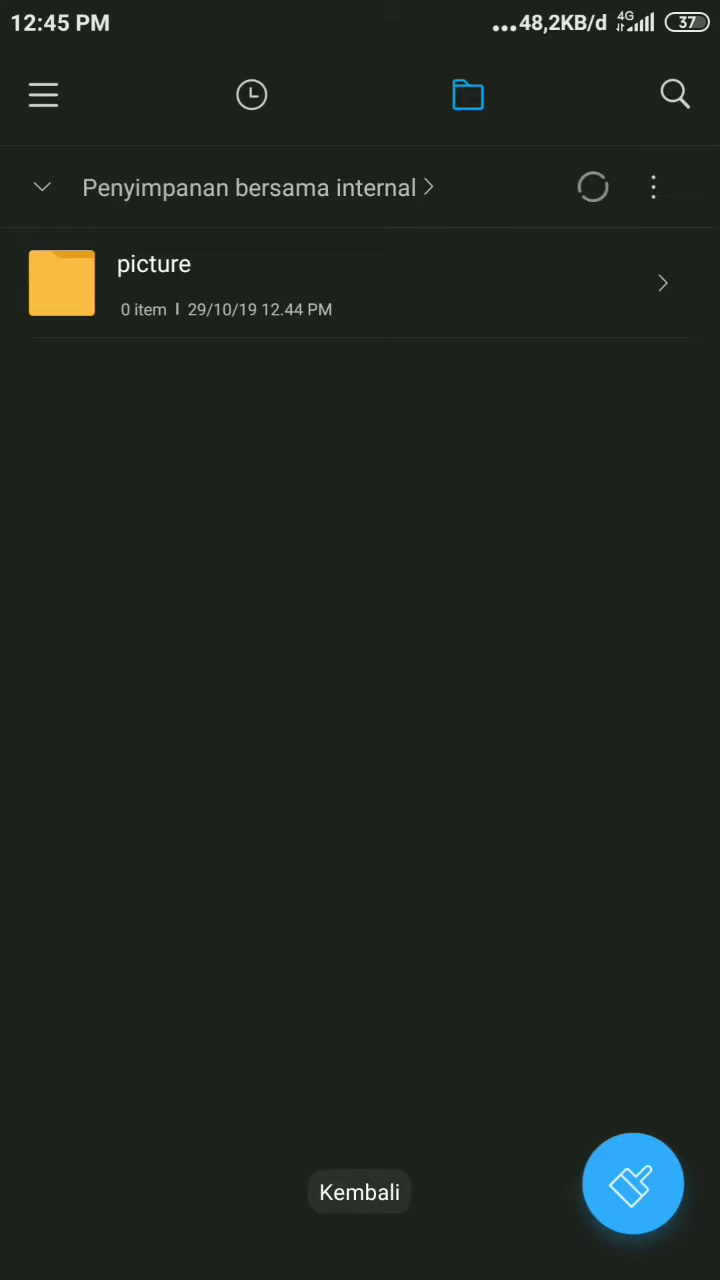 12:45 PM
...48,2KB/d 4G 37
Penyimpanan bersama internal
picture
0 item | 29/10/19 12.44 PM
Kembali